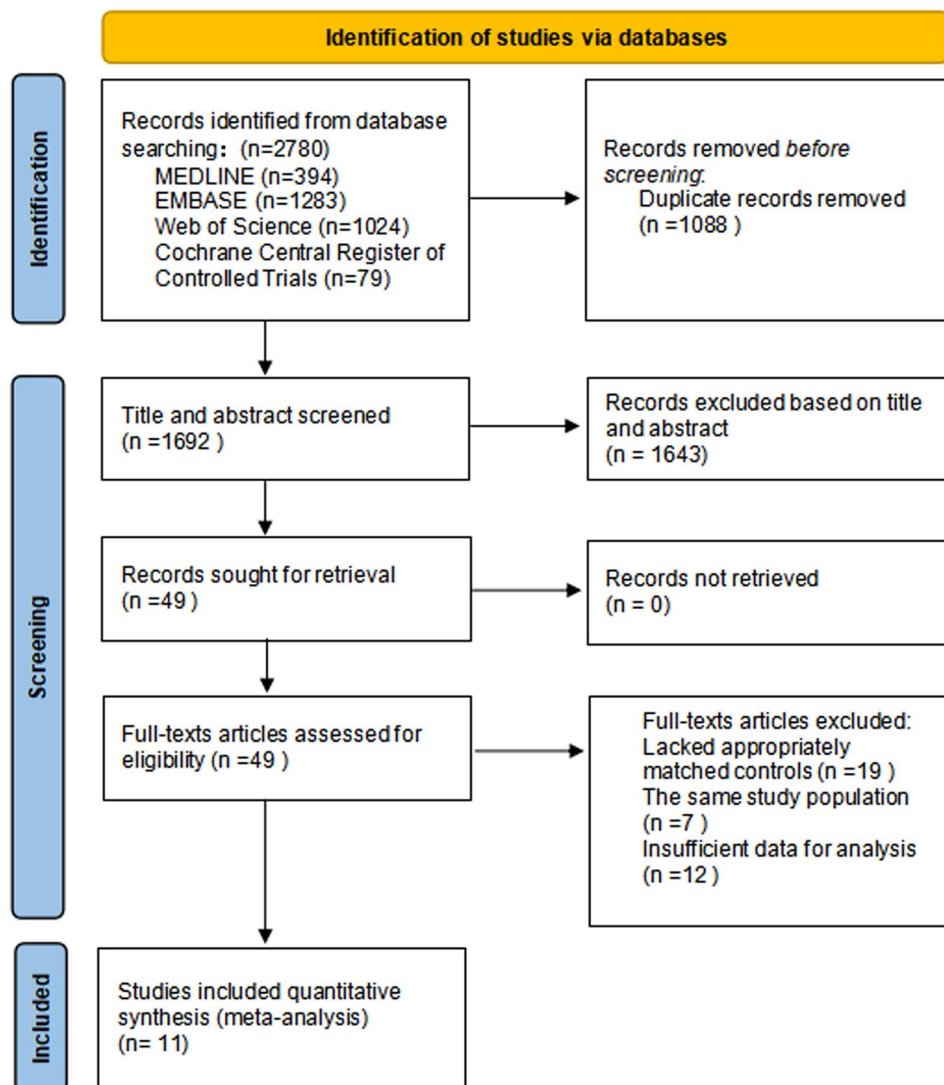 Identification of studies via databases
Identification
Records identified from database
searching: (n=2780)
MEDLINE (n=394)
EMBASE (n=1283)
Web of Science (n=1024)
Cochrane Central Register of
Controlled Trials (n=79)
Records removed before
screening:
Duplicate records removed
(n =1088 )
Screening
Title and abstract screened
(n =1692 )
Records excluded based on title
and abstract
(n = 1643)
Records sought for retrieval
(n =49 )
Records not retrieved
(n = 0)
Full-texts articles assessed for
eligibility (n =49 )
Full-texts articles excluded:
Lacked appropriately
matched controls (n =19 )
The same study population
(n =7 )
Insufficient data for analysis
(n =12 )
Included
Studies included quantitative
synthesis (meta-analysis)
(n= 11)